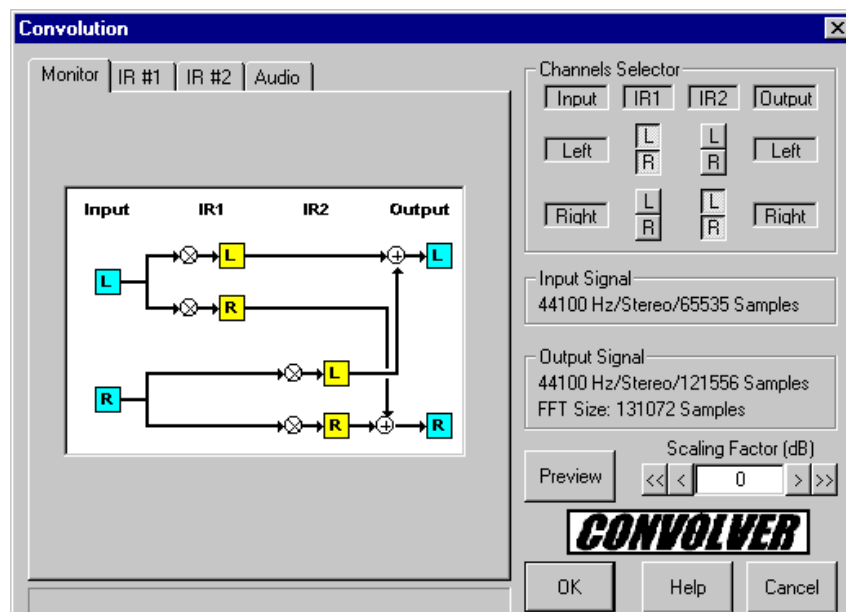 Convolution
Monitor IR #1 IR #2 Audio
Input IR1 IR2 Output
L L L
R
L
R R R
Channels Selector
Input IR1 IR2 Output
Left L R L R Left
Right L R L R Right
Input Signal
44100 Hz/Stereo/65535 Samples
Output Signal
44100 Hz/Stereo/121556 Samples
FFT Size: 131072 Samples
Scaling Factor (dB)
Preview << < 0 > >>
CONVOLVER
OK Help Cancel